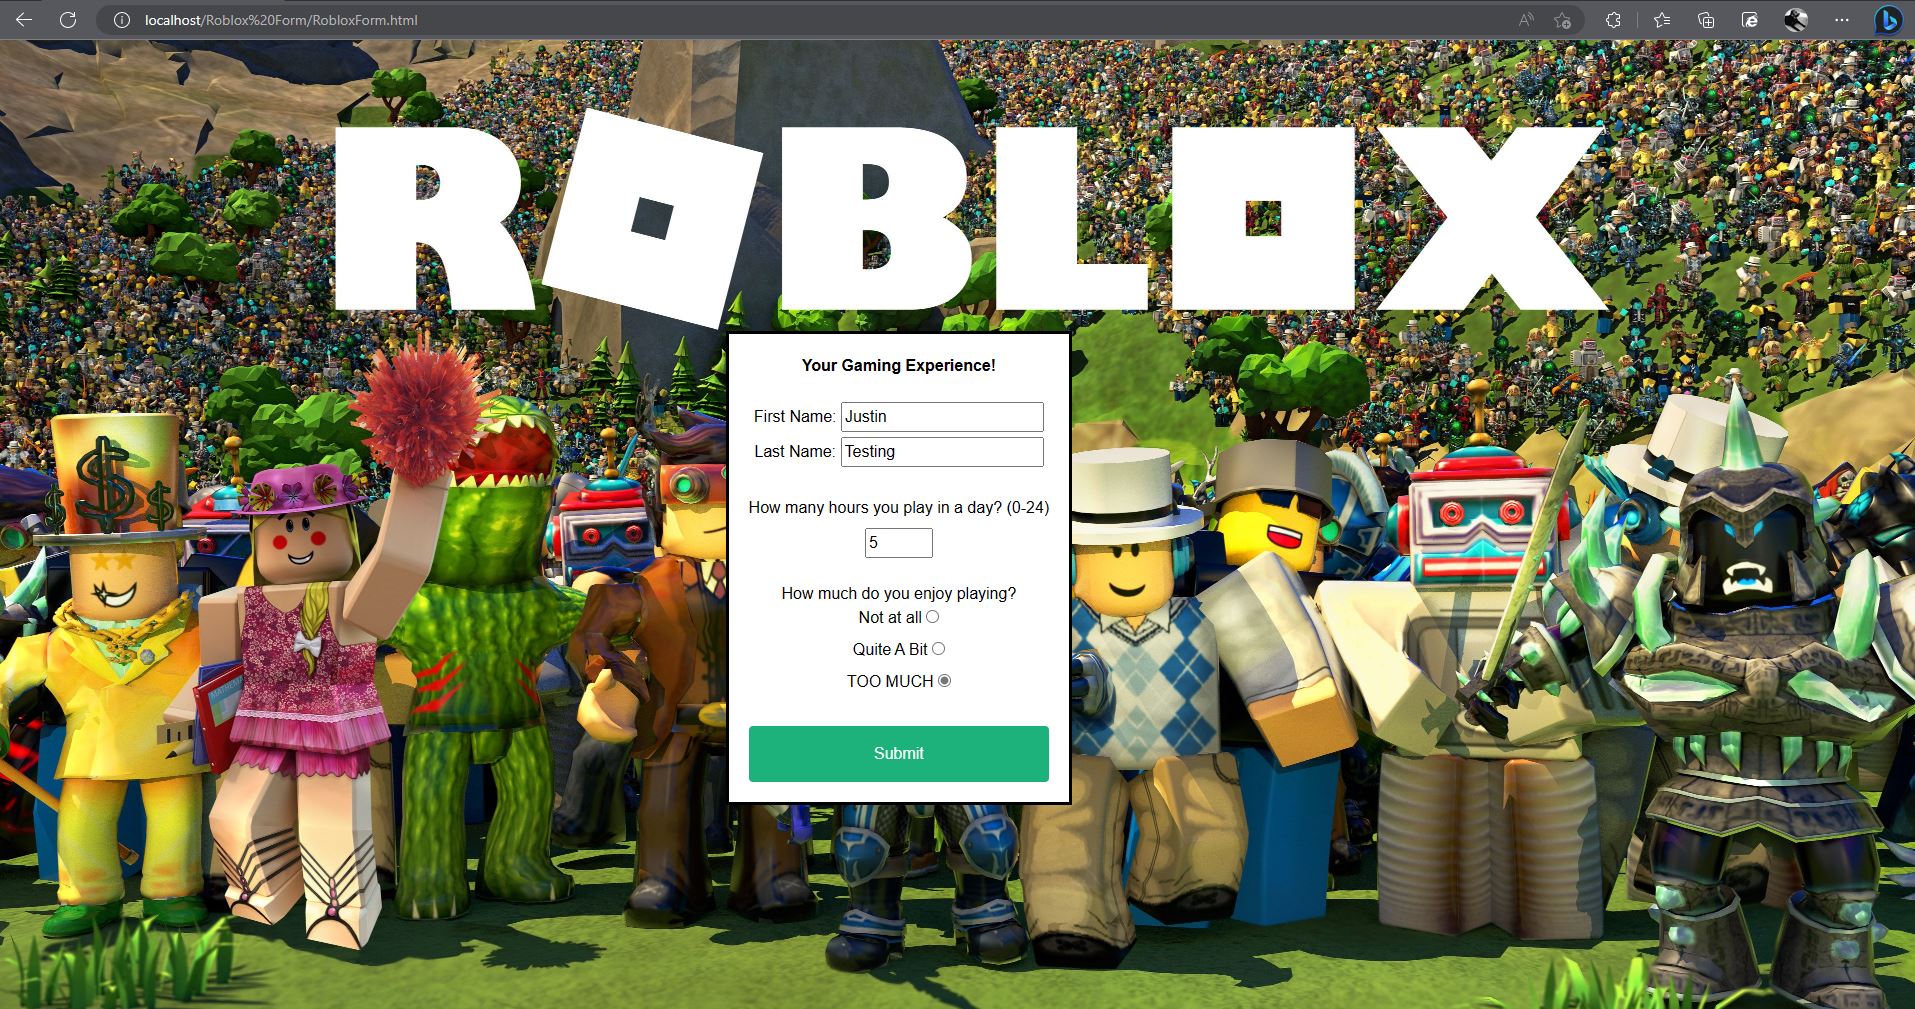 localhost/Roblox%20Form/RobloxForm.html
ROBLOX
Your Gaming Experience!
First Name: Justin
Last Name: Testing
How many hours you play in a day? (0-24)
5
How much do you enjoy playing?
Not at all
Quite A Bit
TOO MUCH
Submit